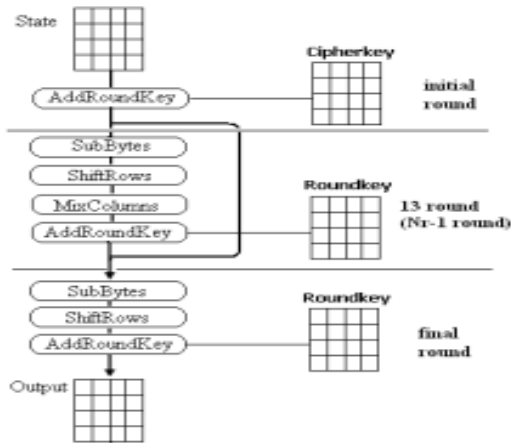 State
Cipherkey
AddRoundKey
initial
round
SubBytes
ShiftRows
MixColumns
AddRoundKey
Roundkey
13 round
(Nr-1 round)
SubBytes
ShiftRows
AddRoundKey
Roundkey
final
round
Output